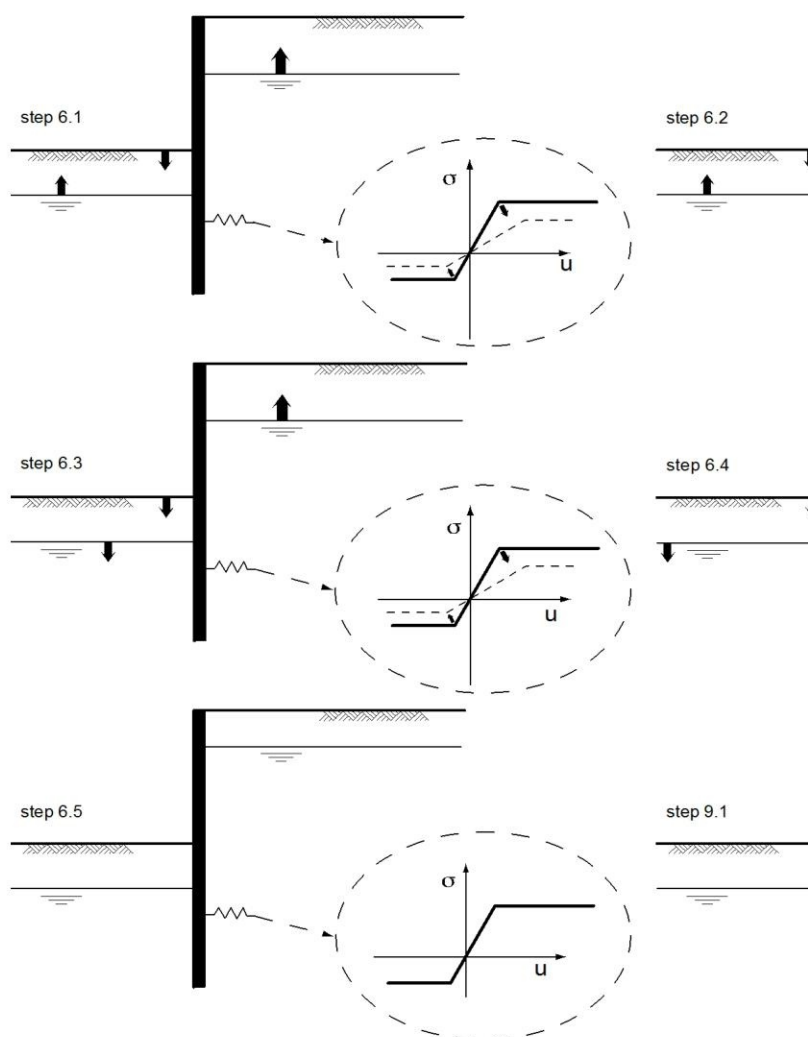 step 6.1
step 6.2
σ
u
step 6.3
step 6.4
σ
u
step 6.5
step 9.1
σ
u